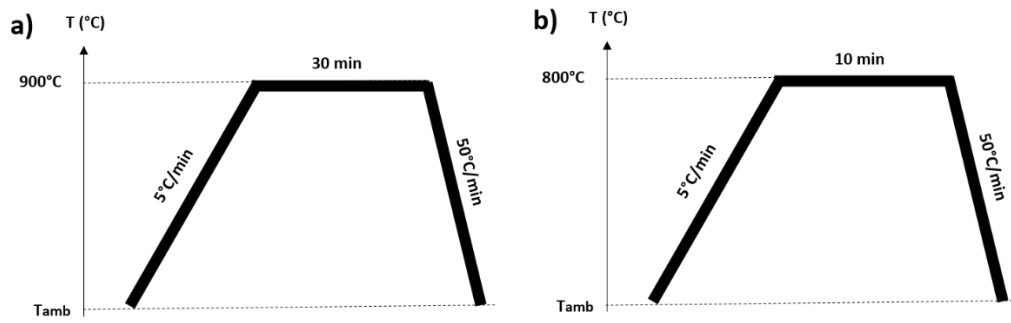 a)
T (°C)
900°C
30 min
5°C/min
50°C/min
Tamb
b)
T (°C)
800°C
10 min
5°C/min
50°C/min
Tamb